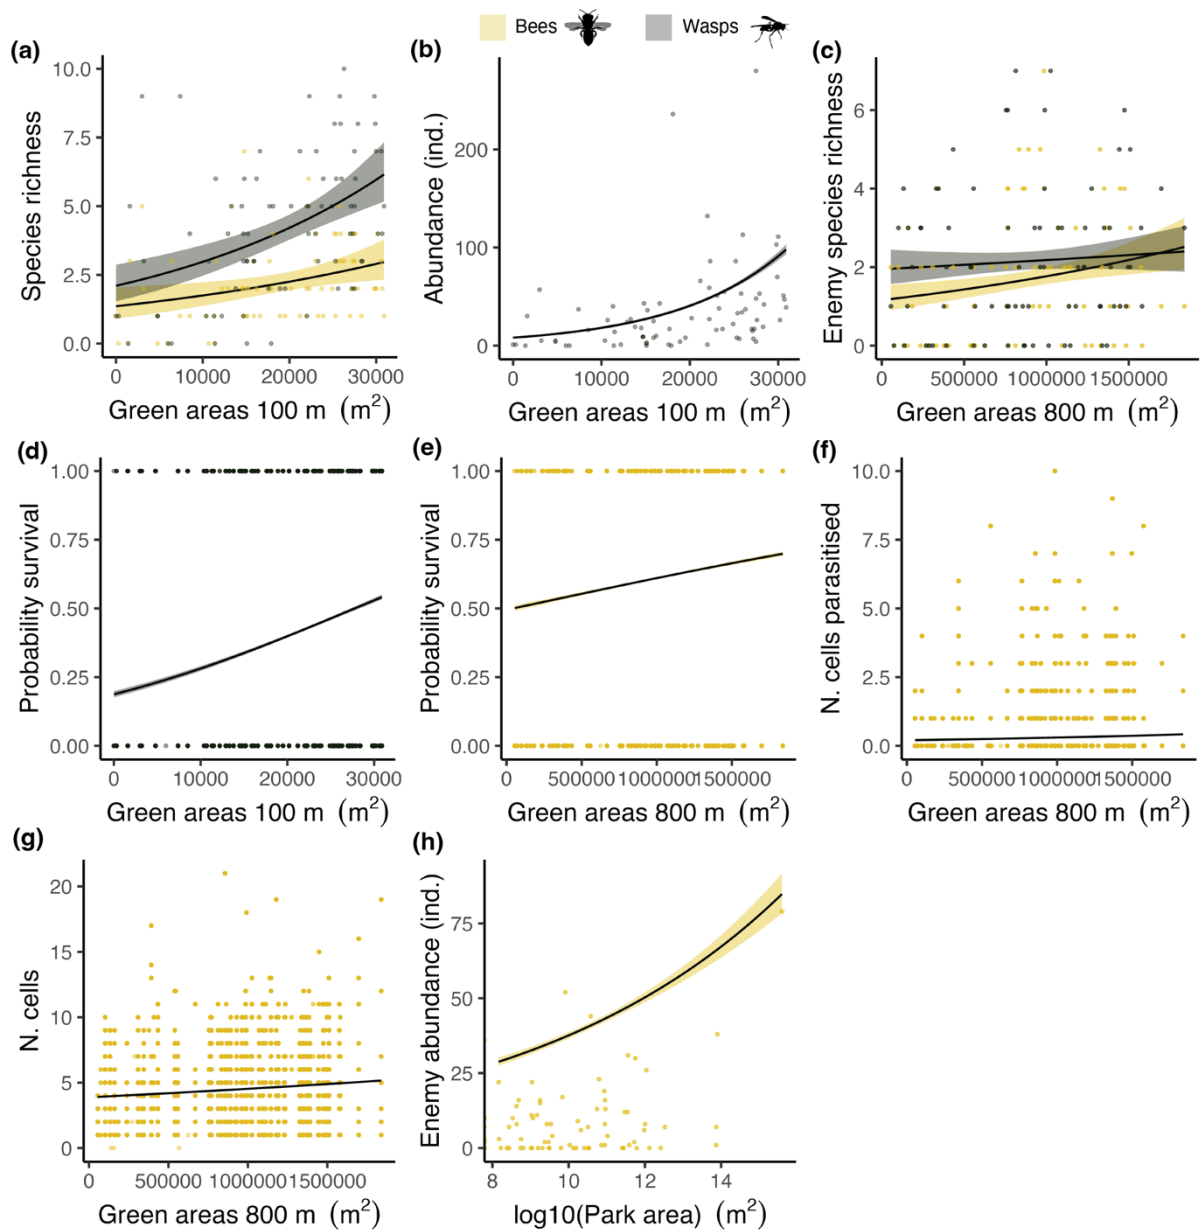 Bees
Wasps
(a)
Species richness
10.0
7.5
5.0
2.5
0.0
0 10000 20000 30000
Green areas 100 m (m²)
(b)
Abundance (ind.)
200
100
0
0 10000 20000 30000
Green areas 100 m (m²)
(c)
Enemy species richness
6
4
2
0
0 500000 1000000 1500000
Green areas 800 m (m²)
(d)
Probability survival
1.00
0.75
0.50
0.25
0.00
0 10000 20000 30000
Green areas 100 m (m²)
(e)
Probability survival
1.00
0.75
0.50
0.25
0.00
0 500000 1000000 1500000
Green areas 800 m (m²)
(f)
N. cells parasitised
10.0
7.5
5.0
2.5
0.0
0 500000 1000000 1500000
Green areas 800 m (m²)
(g)
N. cells
20
15
10
5
0
0 500000 1000000 1500000
Green areas 800 m (m²)
(h)
Enemy abundance (ind.)
75
50
25
0
8 10 12 14
log10(Park area) (m²)